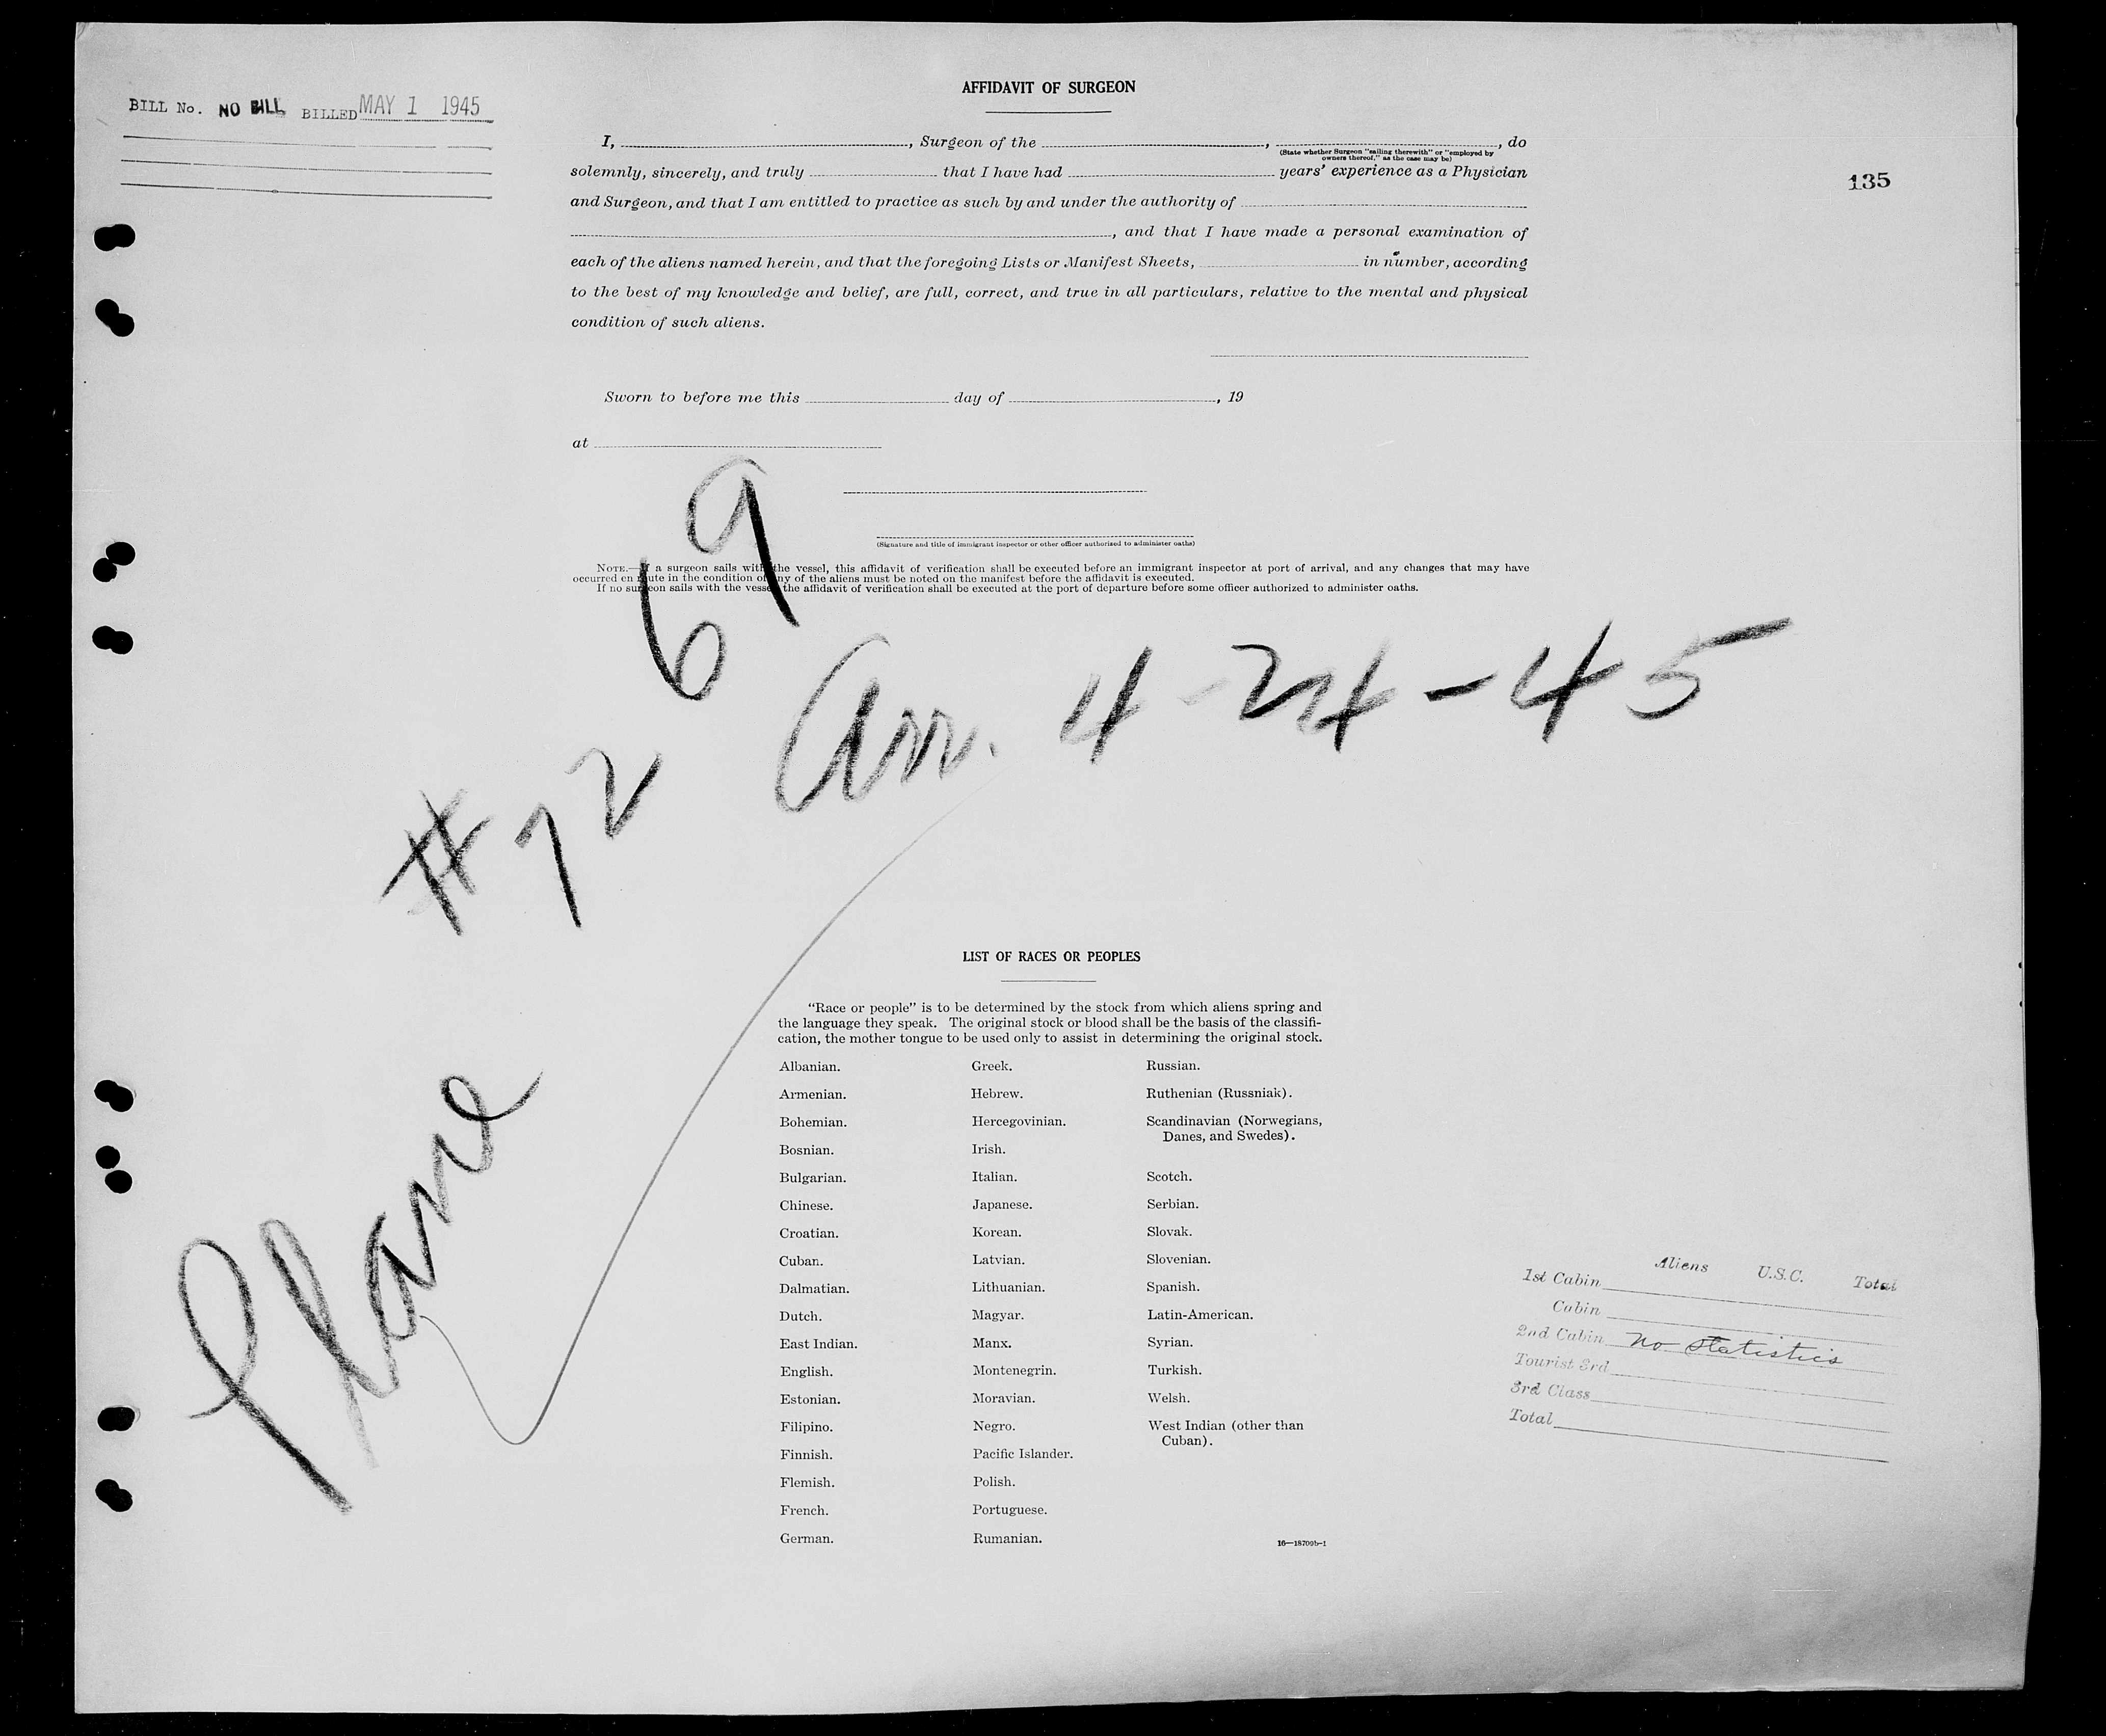 BILL No. NO BILL BILLED MAY 1 1945
AFFIDAVIT OF SURGEON
135
I, , Surgeon of the , , do
(State whether Surgeon "sailing therewith" or "employed by
owners thereof," as the case may be)
solemnly, sincerely, and truly that I have had years' experience as a Physician
and Surgeon, and that I am entitled to practice as such by and under the authority of
, and that I have made a personal examination of
each of the aliens named herein, and that the foregoing Lists or Manifest Sheets, in number, according
to the best of my knowledge and belief, are full, correct, and true in all particulars, relative to the mental and physical
condition of such aliens.
Sworn to before me this day of , 19
at
(Signature and title of immigrant inspector or other officer authorized to administer oaths)
NOTE.—If a surgeon sails with the vessel, this affidavit of verification shall be executed before an immigrant inspector at port of arrival, and any changes that may have
occurred en route in the condition of any of the aliens must be noted on the manifest before the affidavit is executed.
If no surgeon sails with the vessel, the affidavit of verification shall be executed at the port of departure before some officer authorized to administer oaths.
Plane # 7269
Arr. 4-24-45
LIST OF RACES OR PEOPLES
"Race or people" is to be determined by the stock from which aliens spring and
the language they speak. The original stock or blood shall be the basis of the classifi-
cation, the mother tongue to be used only to assist in determining the original stock.
Albanian.
Armenian.
Bohemian.
Bosnian.
Bulgarian.
Chinese.
Croatian.
Cuban.
Dalmatian.
Dutch.
East Indian.
English.
Estonian.
Filipino.
Finnish.
Flemish.
French.
German.
Greek.
Hebrew.
Hercegovinian.
Irish.
Italian.
Japanese.
Korean.
Latvian.
Lithuanian.
Magyar.
Manx.
Montenegrin.
Moravian.
Negro.
Pacific Islander.
Polish.
Portuguese.
Rumanian.
Russian.
Ruthenian (Russniak).
Scandinavian (Norwegians,
Danes, and Swedes).
Scotch.
Serbian.
Slovak.
Slovenian.
Spanish.
Latin-American.
Syrian.
Turkish.
Welsh.
West Indian (other than
Cuban).
16—18709b-1
Aliens U.S.C. Total
1st Cabin
Cabin
2nd Cabin No Statistics
Tourist 3rd
3rd Class
Total